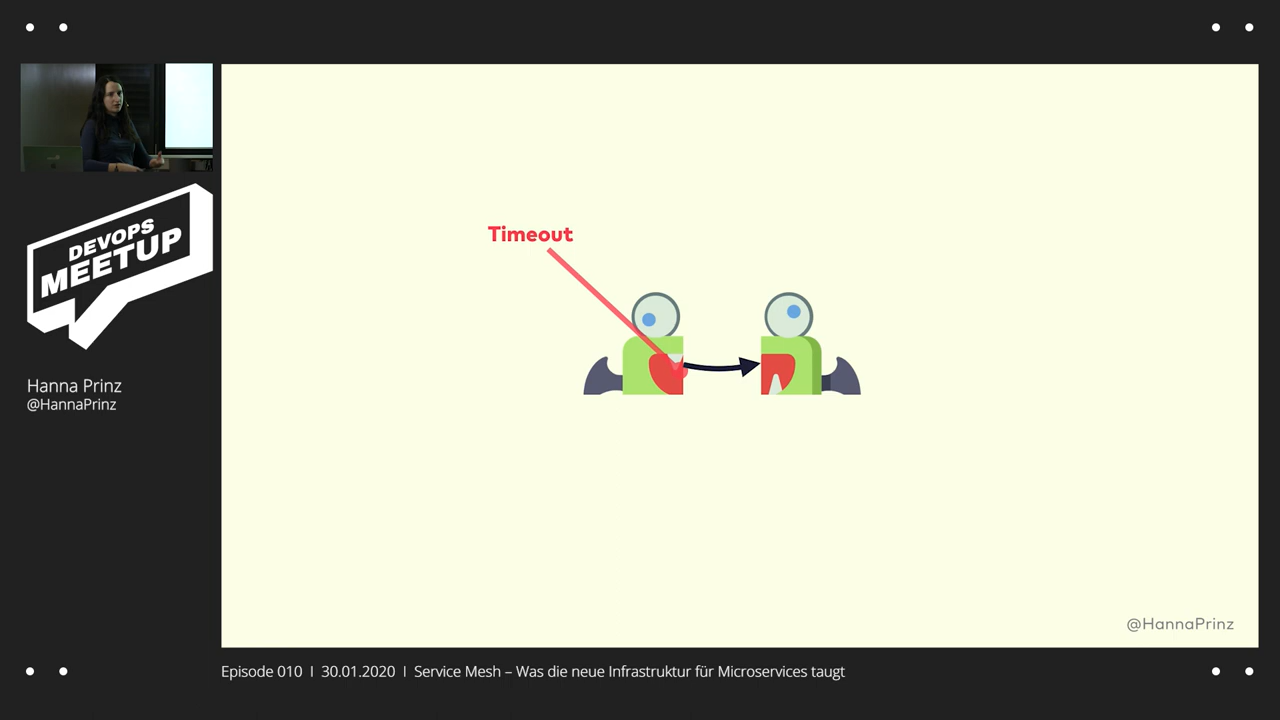 DEVOPS
MEETUP
Hanna Prinz
@HannaPrinz
Timeout
@HannaPrinz
Episode 010 | 30.01.2020 | Service Mesh – Was die neue Infrastruktur für Microservices taugt